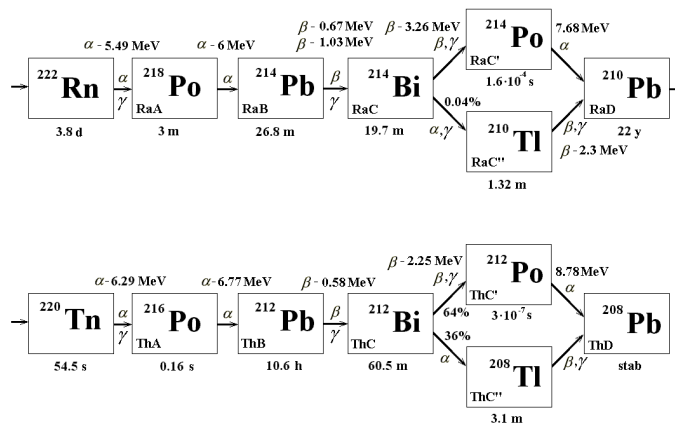 β - 0.67 MeV β - 3.26 MeV
α - 5.49 MeV α - 6 MeV β - 1.03 MeV
²²²Rn
3.8 d
α
γ
²¹⁸Po
RaA
3 m
α
²¹⁴Pb
RaB
26.8 m
β
γ
²¹⁴Bi
RaC
19.7 m
β,γ
²¹⁴Po
RaC'
1.6·10⁻⁴ s
7.68 MeV
α
0.04%
α,γ
²¹⁰Tl
RaC''
1.32 m
β,γ
β - 2.3 MeV
²¹⁰Pb
RaD
22 y
α - 6.29 MeV α - 6.77 MeV β - 0.58 MeV β - 2.25 MeV
²²⁰Tn
54.5 s
α
γ
²¹⁶Po
ThA
0.16 s
α
²¹²Pb
ThB
10.6 h
β
γ
²¹²Bi
ThC
60.5 m
β,γ
64%
²¹²Po
ThC'
3·10⁻⁷ s
8.78 MeV
α
36%
α
²⁰⁸Tl
ThC''
3.1 m
β,γ
²⁰⁸Pb
ThD
stab